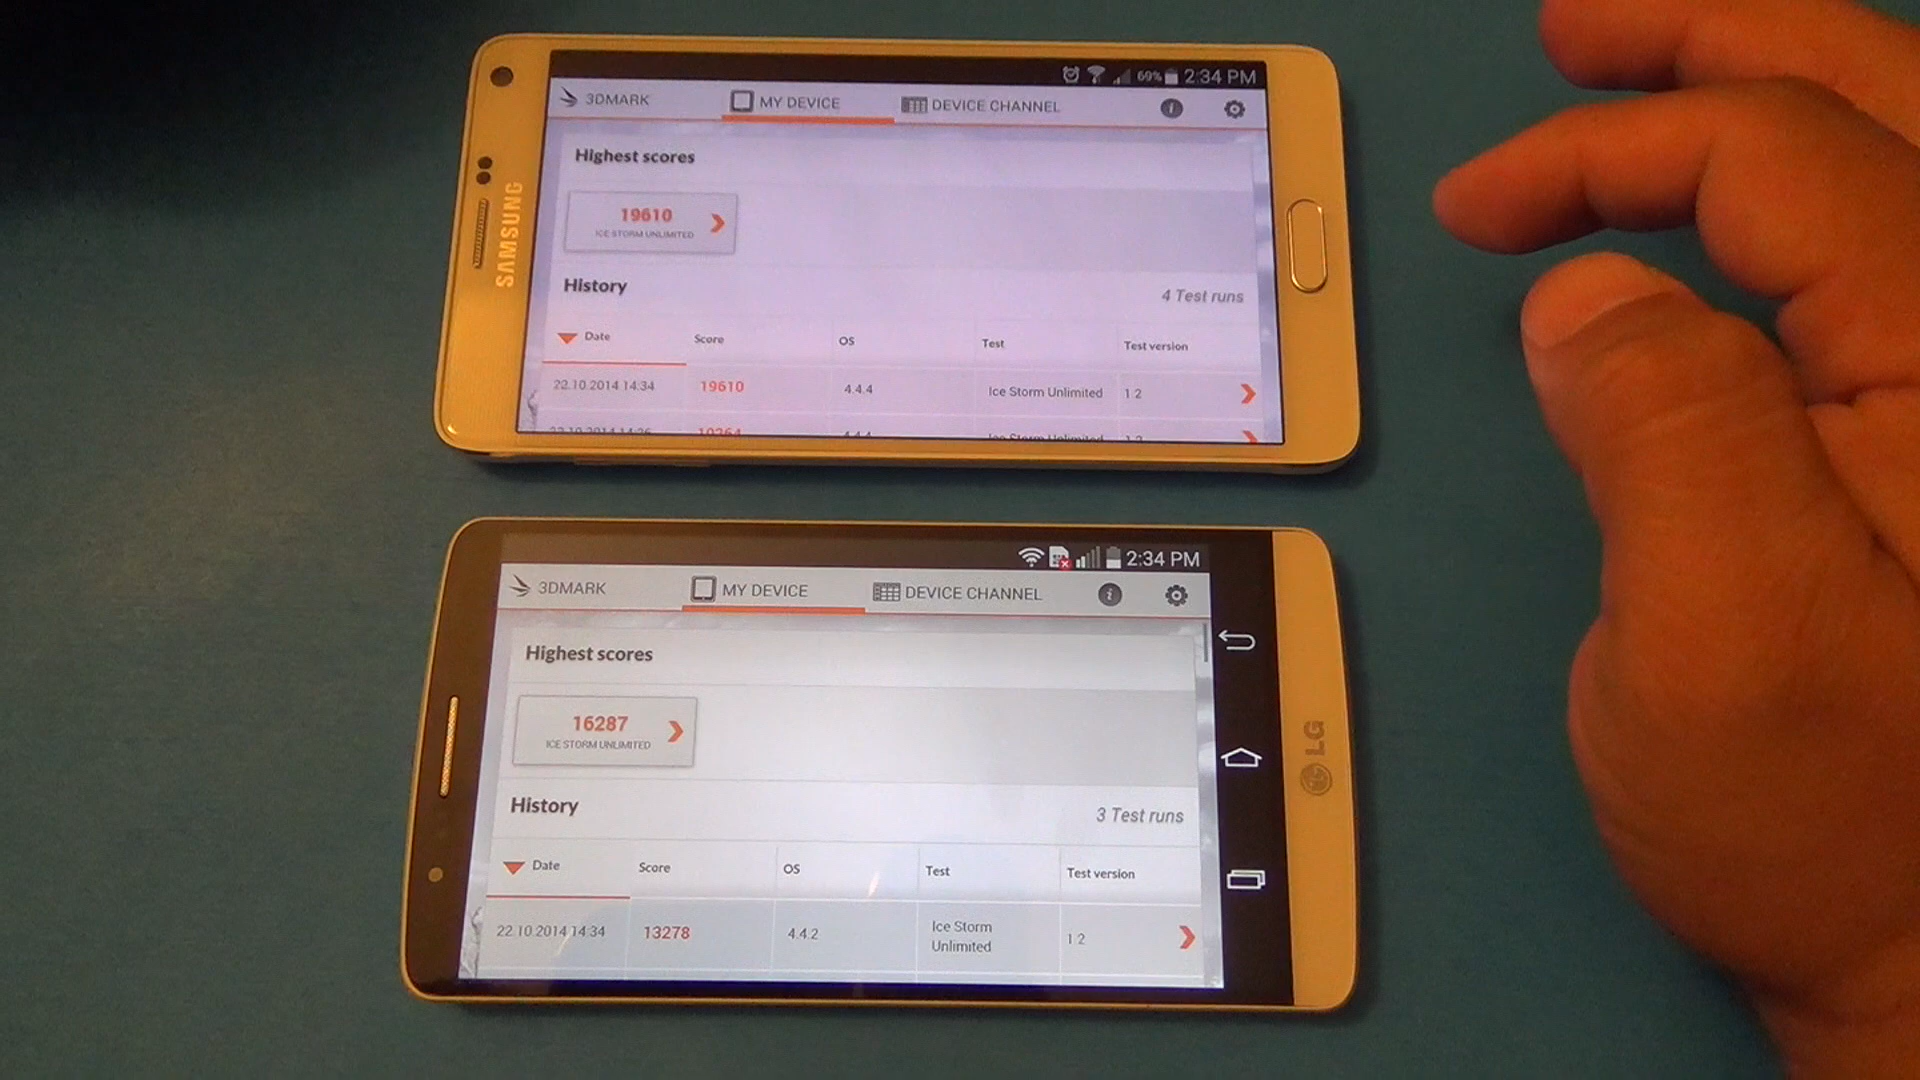 SAMSUNG
69% 2:34 PM
3DMARK MY DEVICE DEVICE CHANNEL
Highest scores
19610
ICE STORM UNLIMITED
History
4 Test runs
Date Score OS Test Test version
22.10.2014 14:34 19610 4.4.4 Ice Storm Unlimited 1 2
2:34 PM
3DMARK MY DEVICE DEVICE CHANNEL
Highest scores
16287
ICE STORM UNLIMITED
History
3 Test runs
Date Score OS Test Test version
22.10.2014 14:34 13278 4.4.2 Ice Storm
Unlimited 1 2
LG